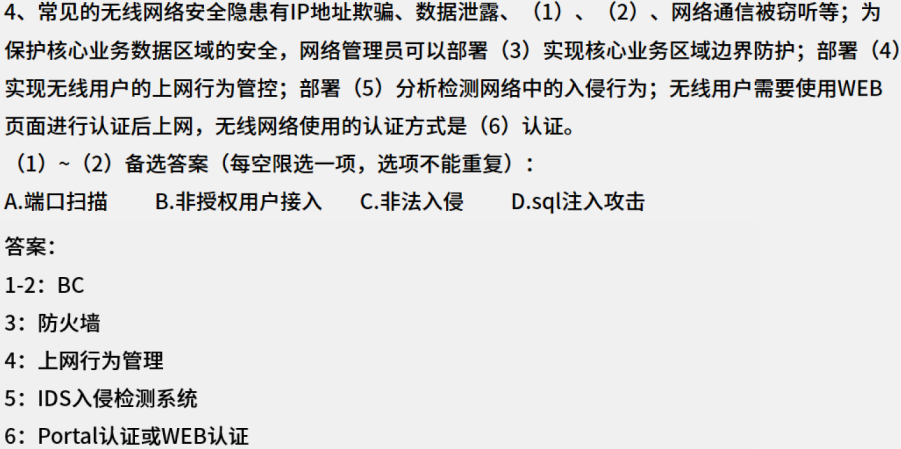 4、常见的无线网络安全隐患有IP地址欺骗、数据泄露、（1）、（2）、网络通信被窃听等；为
保护核心业务数据区域的安全，网络管理员可以部署（3）实现核心业务区域边界防护；部署（4）
实现无线用户的上网行为管控；部署（5）分析检测网络中的入侵行为；无线用户需要使用WEB
页面进行认证后上网，无线网络使用的认证方式是（6）认证。
（1）~（2）备选答案（每空限选一项，选项不能重复）：
A.端口扫描 B.非授权用户接入 C.非法入侵 D.sql注入攻击
答案：
1-2：BC
3：防火墙
4：上网行为管理
5：IDS入侵检测系统
6：Portal认证或WEB认证